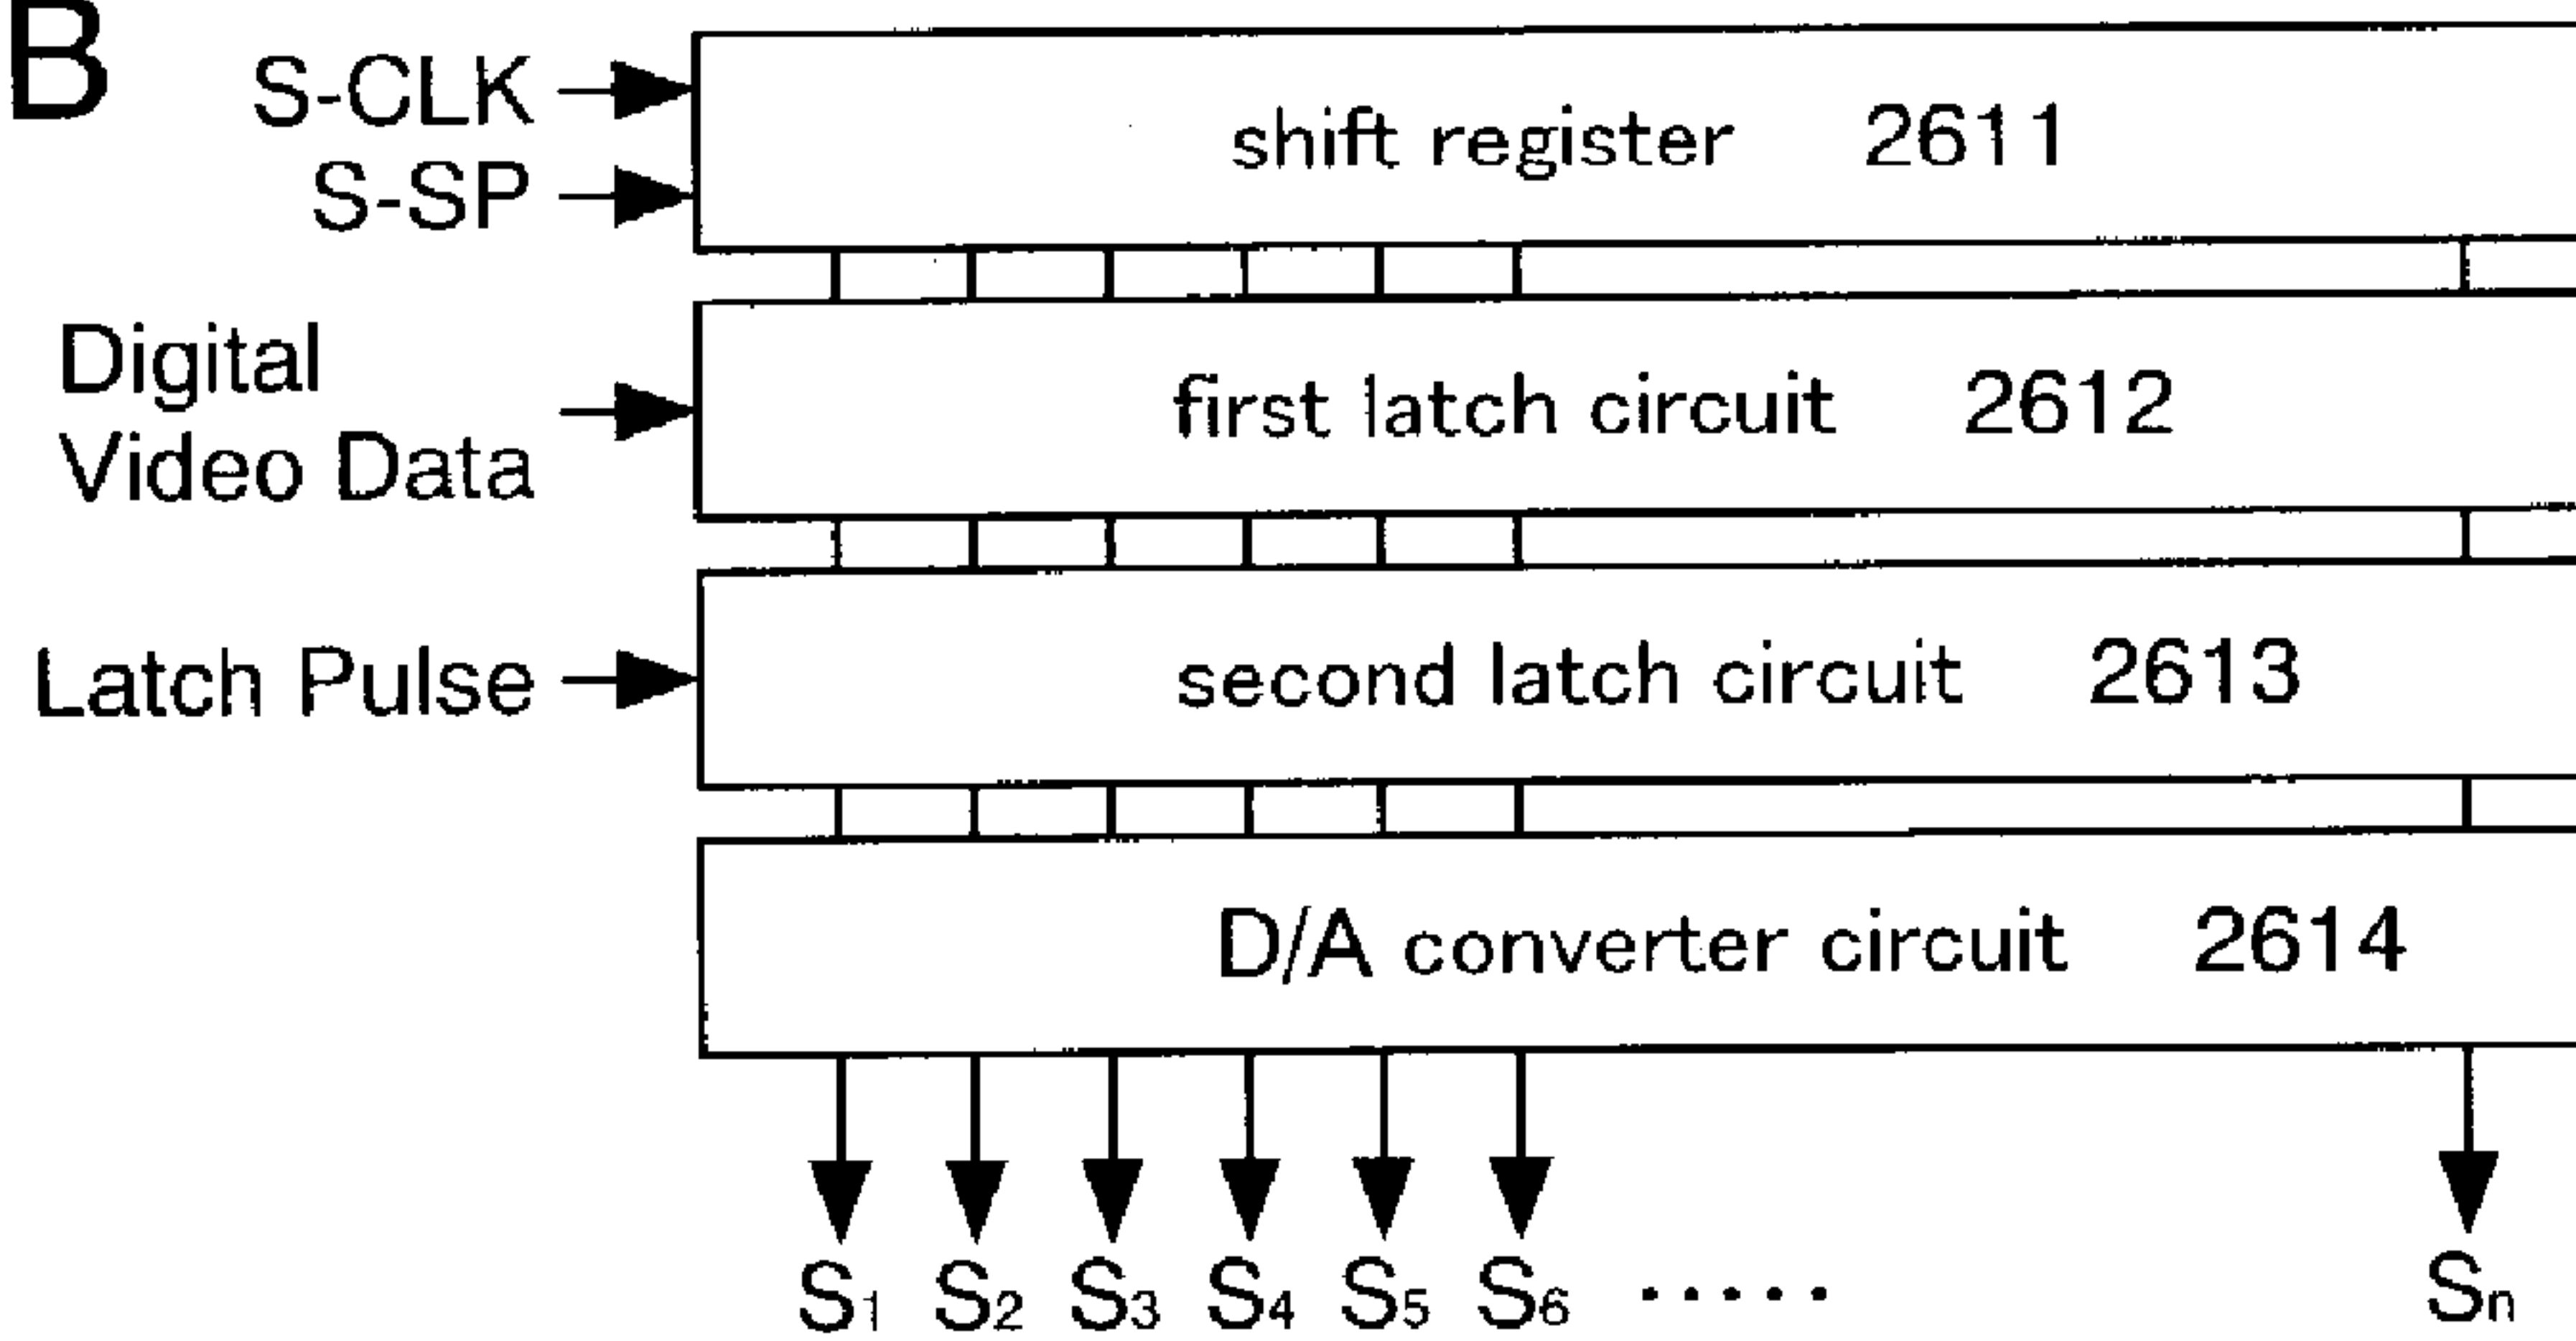 B
S-CLK
S-SP
shift register 2611
Digital
Video Data
first latch circuit 2612
Latch Pulse
second latch circuit 2613
D/A converter circuit 2614
S1 S2 S3 S4 S5 S6 ····· Sn